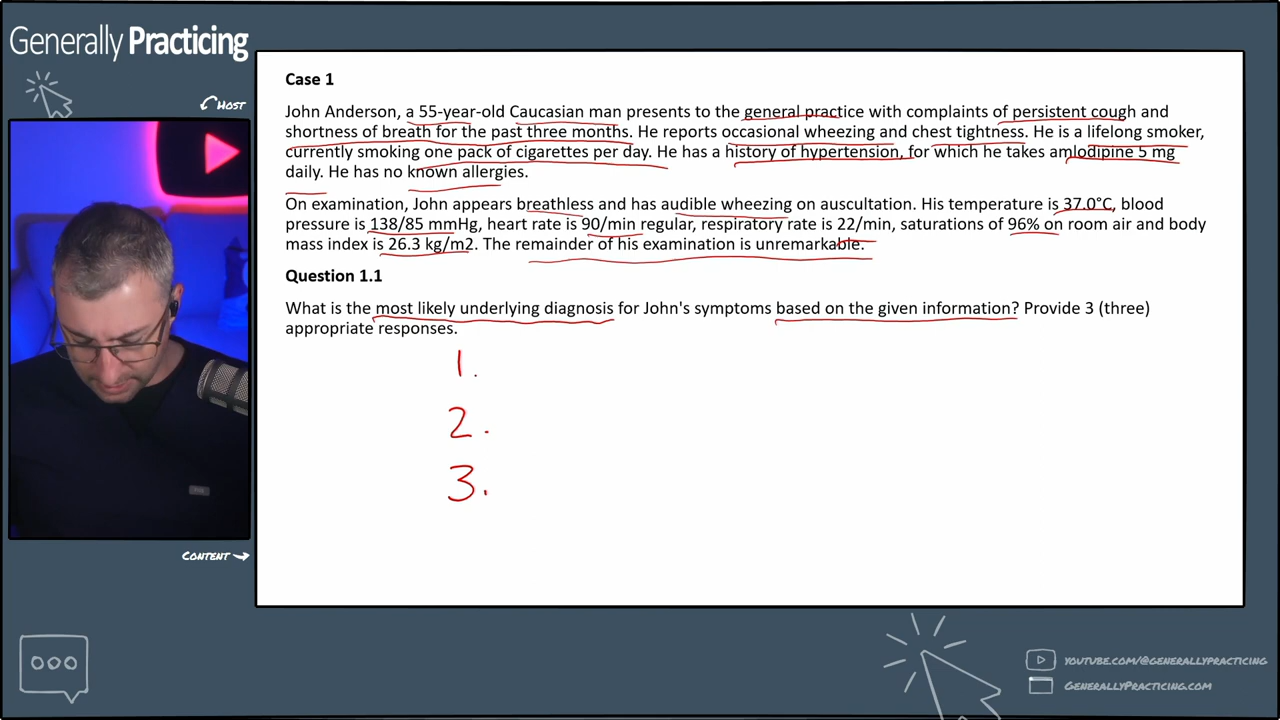 Generally Practicing
Host
Case 1
John Anderson, a 55-year-old Caucasian man presents to the general practice with complaints of persistent cough and
shortness of breath for the past three months. He reports occasional wheezing and chest tightness. He is a lifelong smoker,
currently smoking one pack of cigarettes per day. He has a history of hypertension, for which he takes amlodipine 5 mg
daily. He has no known allergies.
On examination, John appears breathless and has audible wheezing on auscultation. His temperature is 37.0°C, blood
pressure is 138/85 mmHg, heart rate is 90/min regular, respiratory rate is 22/min, saturations of 96% on room air and body
mass index is 26.3 kg/m2. The remainder of his examination is unremarkable.
Question 1.1
What is the most likely underlying diagnosis for John's symptoms based on the given information? Provide 3 (three)
appropriate responses.
1.
2.
3.
Content
youtube.com/@generallypracticing
GenerallyPracticing.com